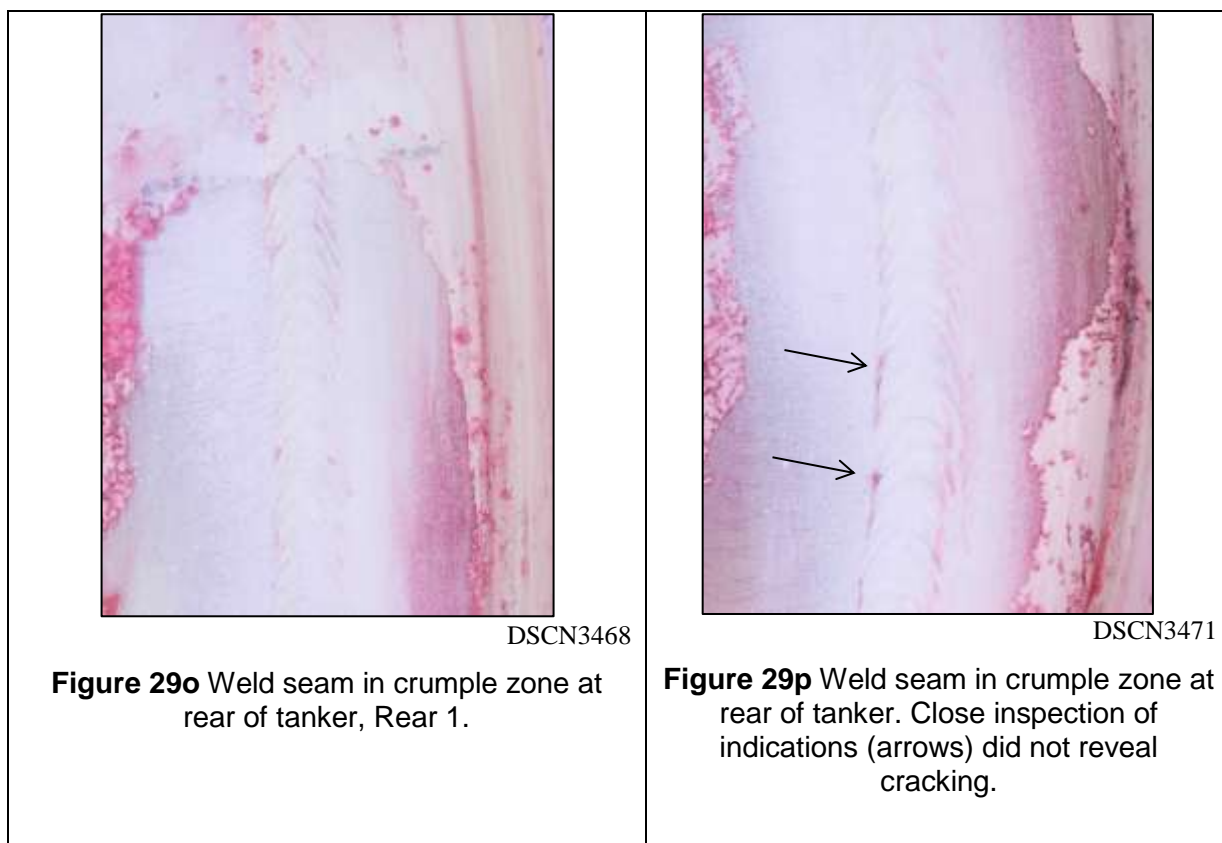 DSCN3468
Figure 29o Weld seam in crumple zone at
rear of tanker, Rear 1.
DSCN3471
Figure 29p Weld seam in crumple zone at
rear of tanker. Close inspection of
indications (arrows) did not reveal
cracking.